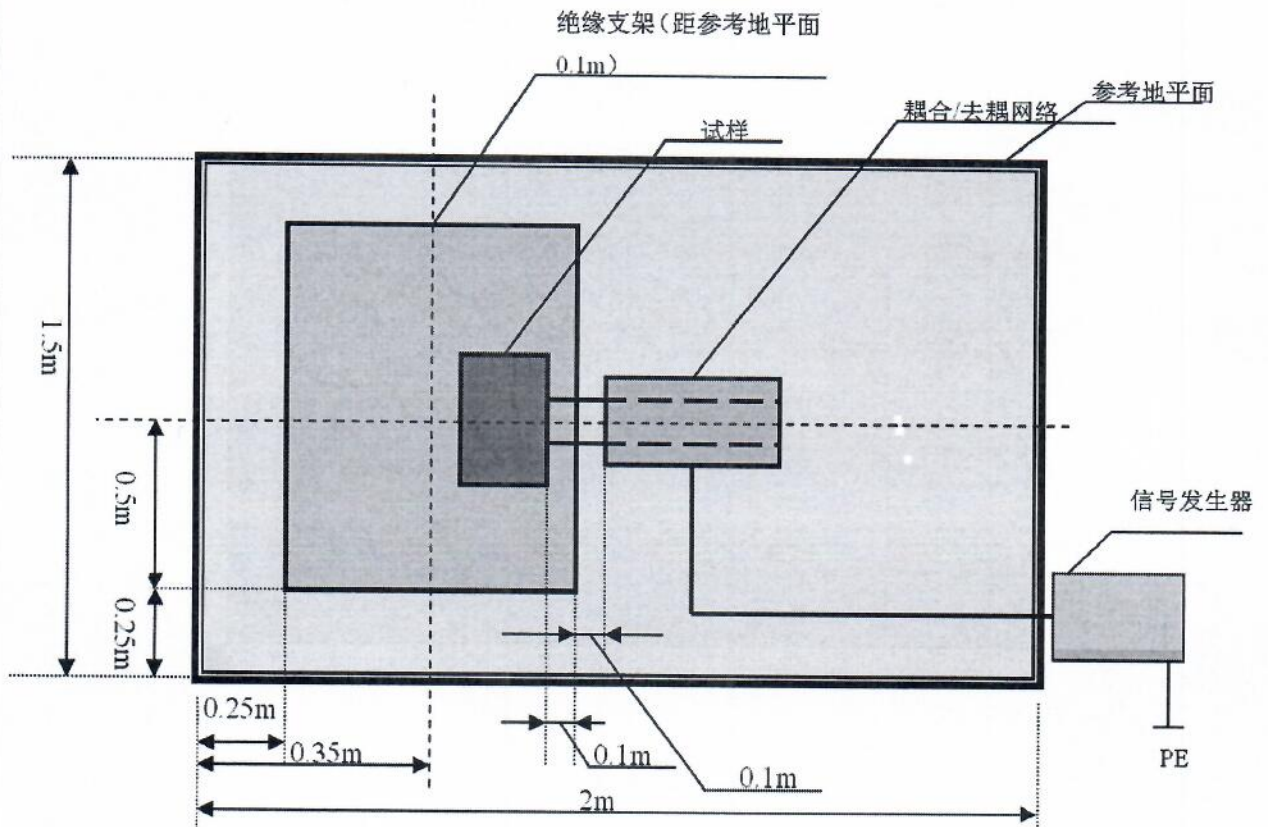 绝缘支架(距参考地平面
0.1m)
参考地平面
耦合/去耦网络
试样
1.5m
0.5m
信号发生器
0.25m
0.25m
0.35m
0.1m
0.1m
PE
2m